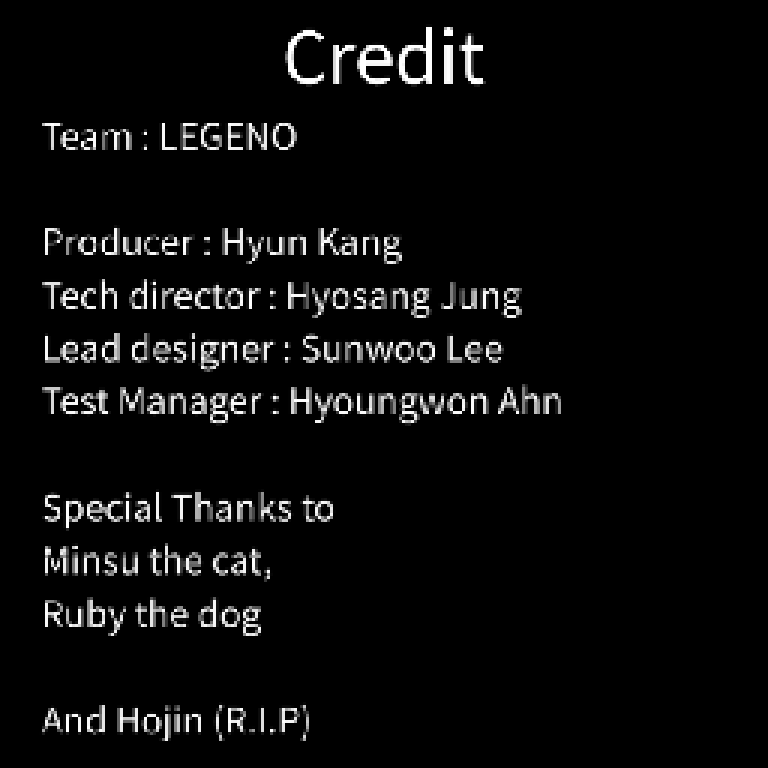 Credit
Team : LEGENO
Producer : Hyun Kang
Tech director : Hyosang Jung
Lead designer : Sunwoo Lee
Test Manager : Hyoungwon Ahn
Special Thanks to
Minsu the cat,
Ruby the dog
And Hojin (R.I.P)